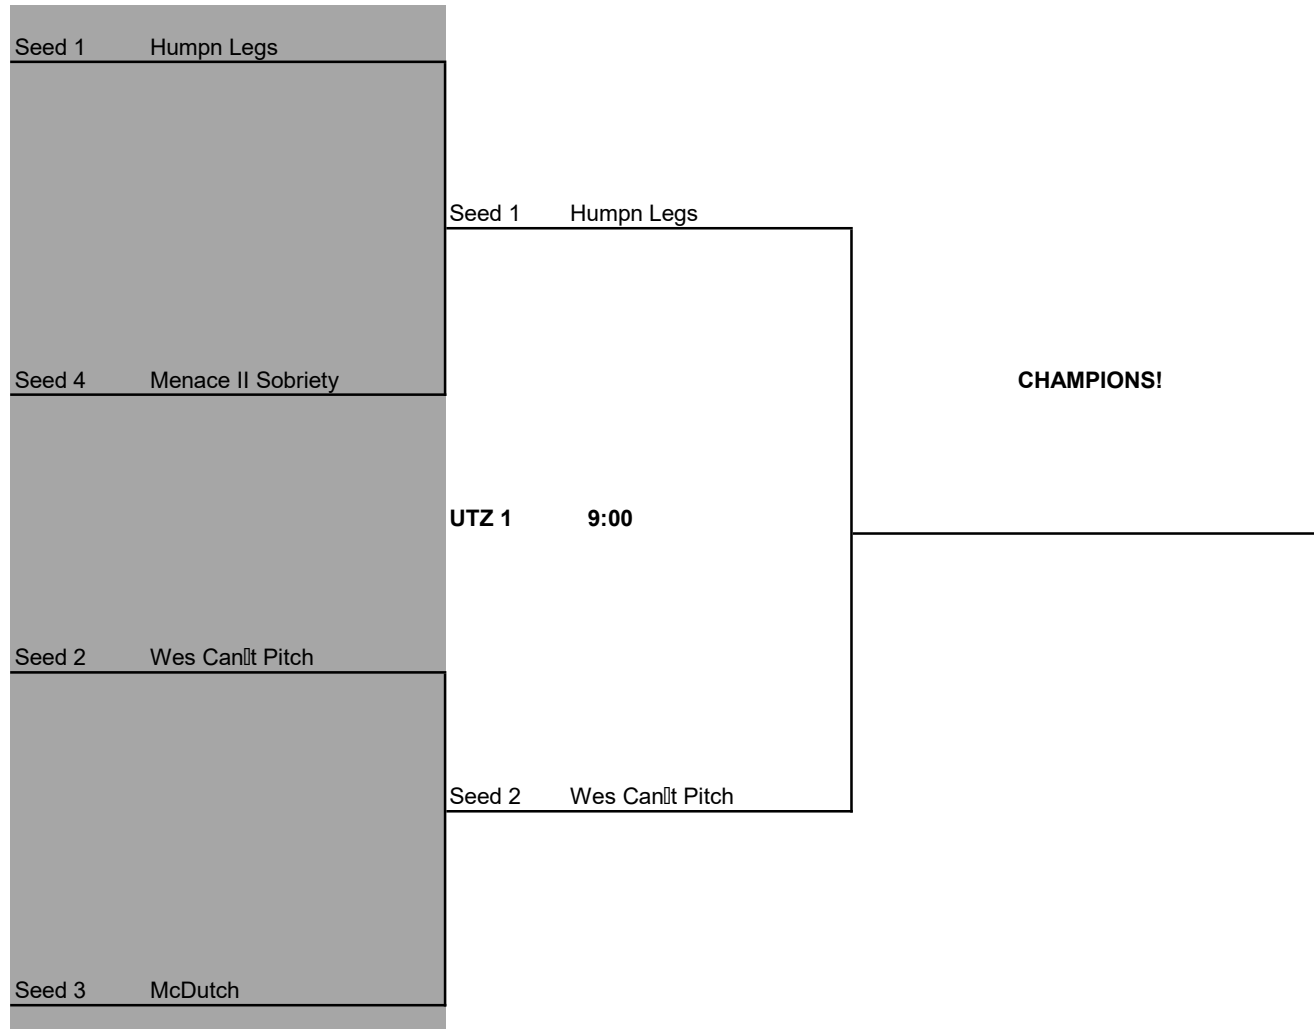 Seed 1 Humpn Legs
Seed 1 Humpn Legs
Seed 4 Menace II Sobriety
CHAMPIONS!
UTZ 1 9:00
Seed 2 Wes Can▯t Pitch
Seed 2 Wes Can▯t Pitch
Seed 3 McDutch